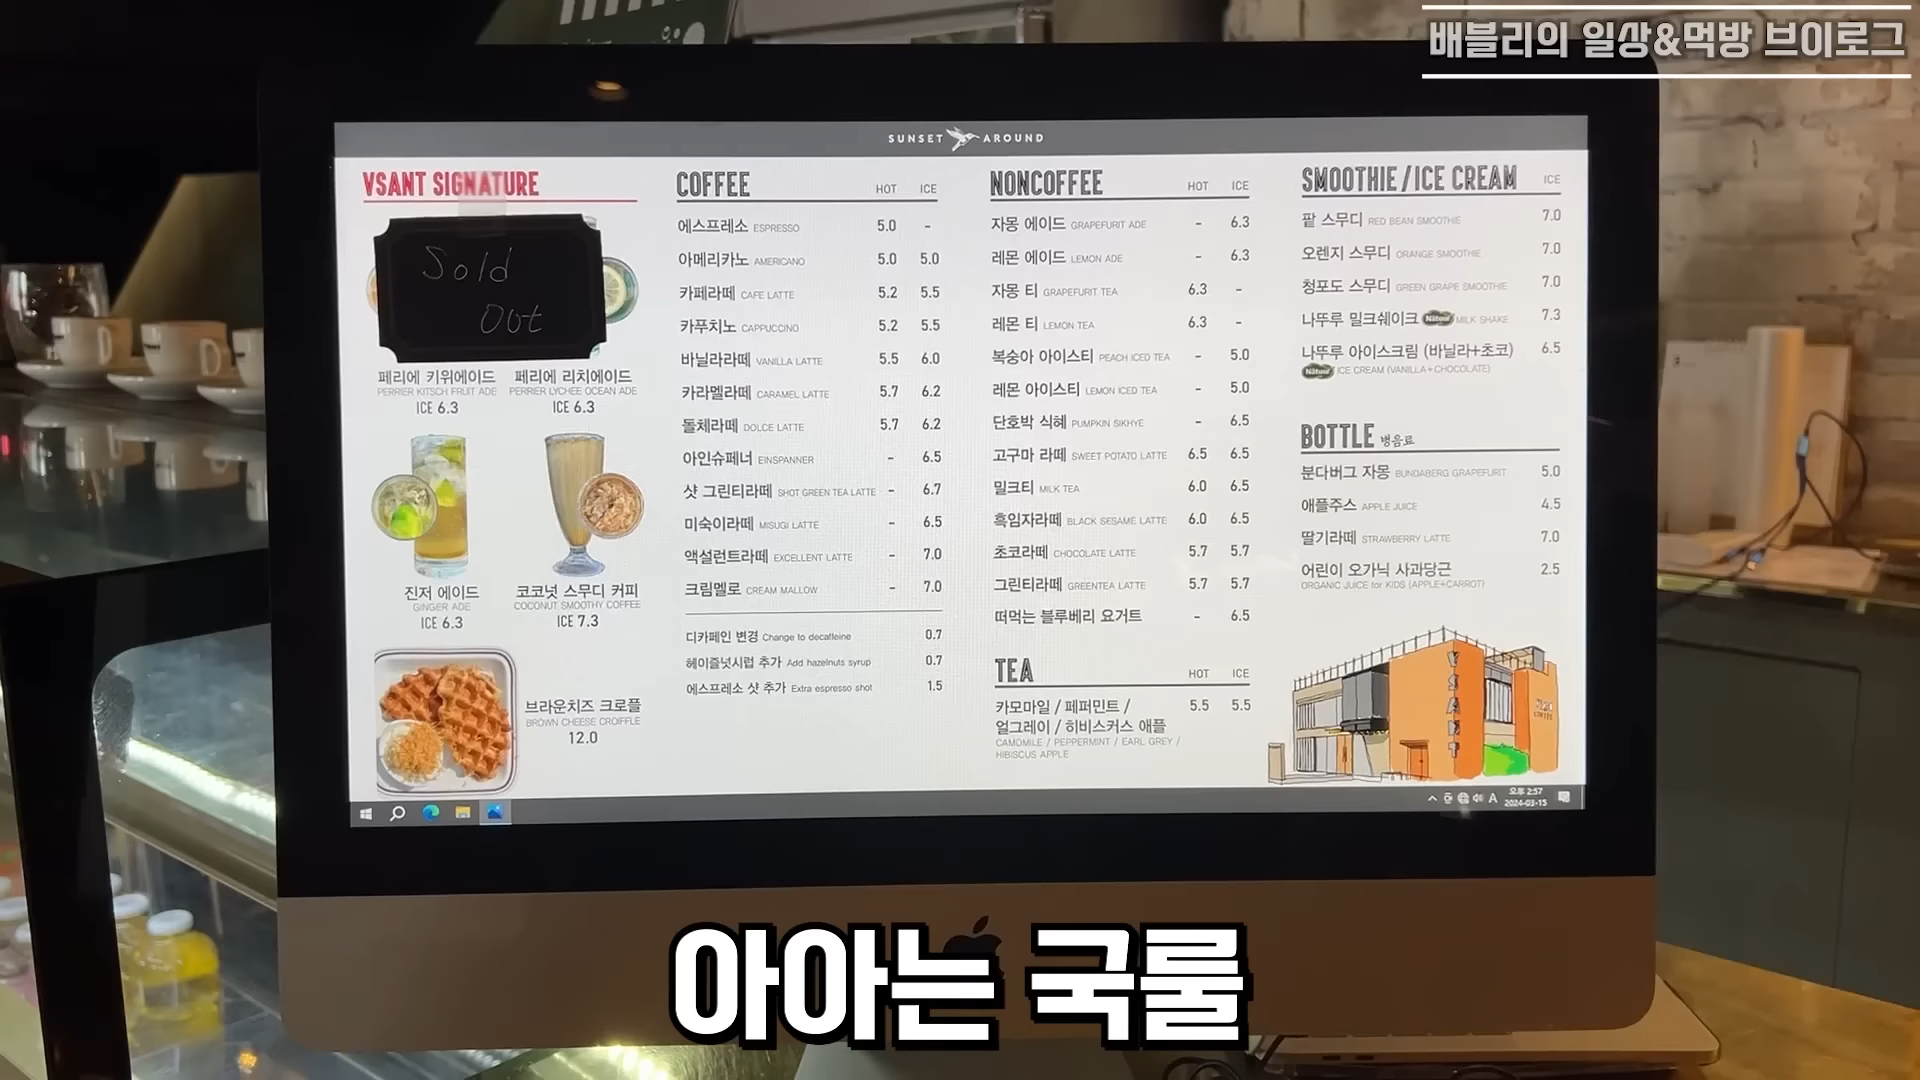 배블리의 일상&먹방 브이로그
SUNSET AROUND
VSANT SIGNATURE
Sold
Out
페리에 키위에이드
PERRIER KITSCH FRUIT ADE
ICE 6.3
페리에 리치에이드
PERRIER LYCHEE OCEAN ADE
ICE 6.3
진저 에이드
GINGER ADE
ICE 6.3
코코넛 스무디 커피
COCONUT SMOOTHY COFFEE
ICE 7.3
브라운치즈 크로플
BROWN CHEESE CROIFFLE
12.0
COFFEE HOT ICE
에스프레소 ESPRESSO 5.0 -
아메리카노 AMERICANO 5.0 5.0
카페라떼 CAFE LATTE 5.2 5.5
카푸치노 CAPPUCCINO 5.2 5.5
바닐라라떼 VANILLA LATTE 5.5 6.0
카라멜라떼 CARAMEL LATTE 5.7 6.2
돌체라떼 DOLCE LATTE 5.7 6.2
아인슈페너 EINSPANNER - 6.5
샷 그린티라떼 SHOT GREEN TEA LATTE - 6.7
미숙이라떼 MISUGI LATTE - 6.5
액설런트라떼 EXCELLENT LATTE - 7.0
크림멜로 CREAM MALLOW - 7.0
디카페인 변경 Change to decaffeine 0.7
헤이즐넛시럽 추가 Add hazelnuts syrup 0.7
에스프레소 샷 추가 Extra espresso shot 1.5
NONCOFFEE HOT ICE
자몽 에이드 GRAPEFURIT ADE - 6.3
레몬 에이드 LEMON ADE - 6.3
자몽 티 GRAPEFURIT TEA 6.3 -
레몬 티 LEMON TEA 6.3 -
복숭아 아이스티 PEACH ICED TEA - 5.0
레몬 아이스티 LEMON ICED TEA - 5.0
단호박 식혜 PUMPKIN SIKHYE - 6.5
고구마 라떼 SWEET POTATO LATTE 6.5 6.5
밀크티 MILK TEA 6.0 6.5
흑임자라떼 BLACK SESAME LATTE 6.0 6.5
초코라떼 CHOCOLATE LATTE 5.7 5.7
그린티라떼 GREENTEA LATTE 5.7 5.7
떠먹는 블루베리 요거트 - 6.5
TEA HOT ICE
카모마일 / 페퍼민트 / 5.5 5.5
얼그레이 / 히비스커스 애플
CAMOMILE / PEPPERMINT / EARL GREY /
HIBISCUS APPLE
SMOOTHIE / ICE CREAM ICE
팥 스무디 RED BEAN SMOOTHIE 7.0
오렌지 스무디 ORANGE SMOOTHIE 7.0
청포도 스무디 GREEN GRAPE SMOOTHIE 7.0
나뚜루 밀크쉐이크 Natuur MILK SHAKE 7.3
나뚜루 아이스크림 (바닐라+초코) 6.5
Natuur ICE CREAM (VANILLA+CHOCOLATE)
BOTTLE 병음료
분다버그 자몽 BUNDABERG GRAPEFURIT 5.0
애플주스 APPLE JUICE 4.5
딸기라떼 STRAWBERRY LATTE 7.0
어린이 오가닉 사과당근 2.5
ORGANIC JUICE for KIDS (APPLE+CARROT)
VSANT
A
오후 2:57
2024-03-15
아아는 국룰